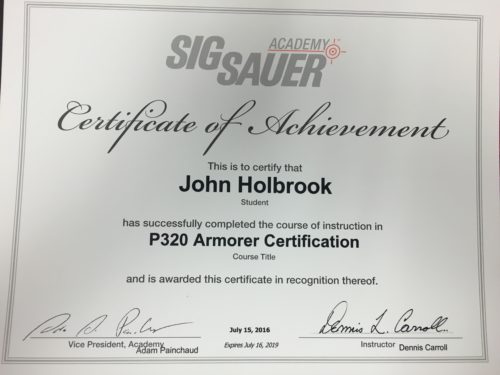 ACADEMY
SIG SAUER
Certificate of Achievement
This is to certify that
John Holbrook
Student
has successfully completed the course of instruction in
P320 Armorer Certification
Course Title
and is awarded this certificate in recognition thereof.
Dennis L. Carroll
July 15, 2016
Vice President, Academy
Adam Painchaud
Expires July 16, 2019
Instructor Dennis Carroll